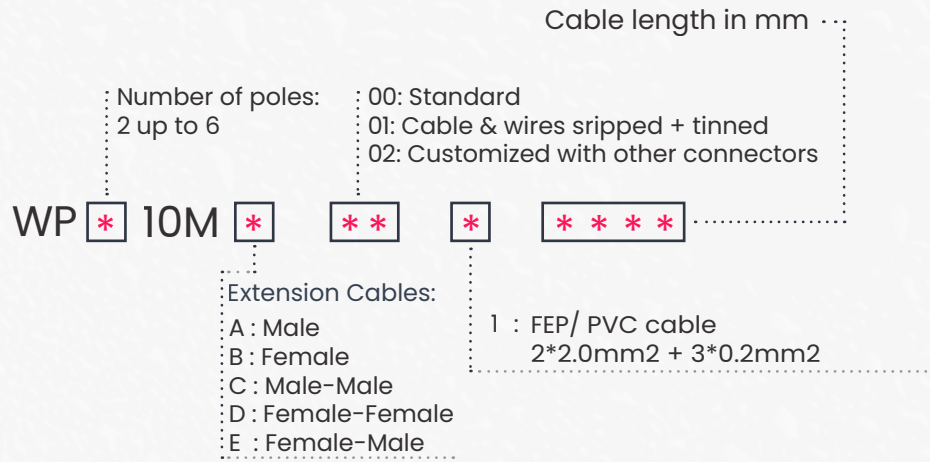 Cable length in mm
Number of poles:
2 up to 6
00: Standard
01: Cable & wires sripped + tinned
02: Customized with other connectors
WP * 10M * ** * * * * *
Extension Cables:
A : Male
B : Female
C : Male-Male
D : Female-Female
E : Female-Male
1 : FEP/ PVC cable
2*2.0mm2 + 3*0.2mm2